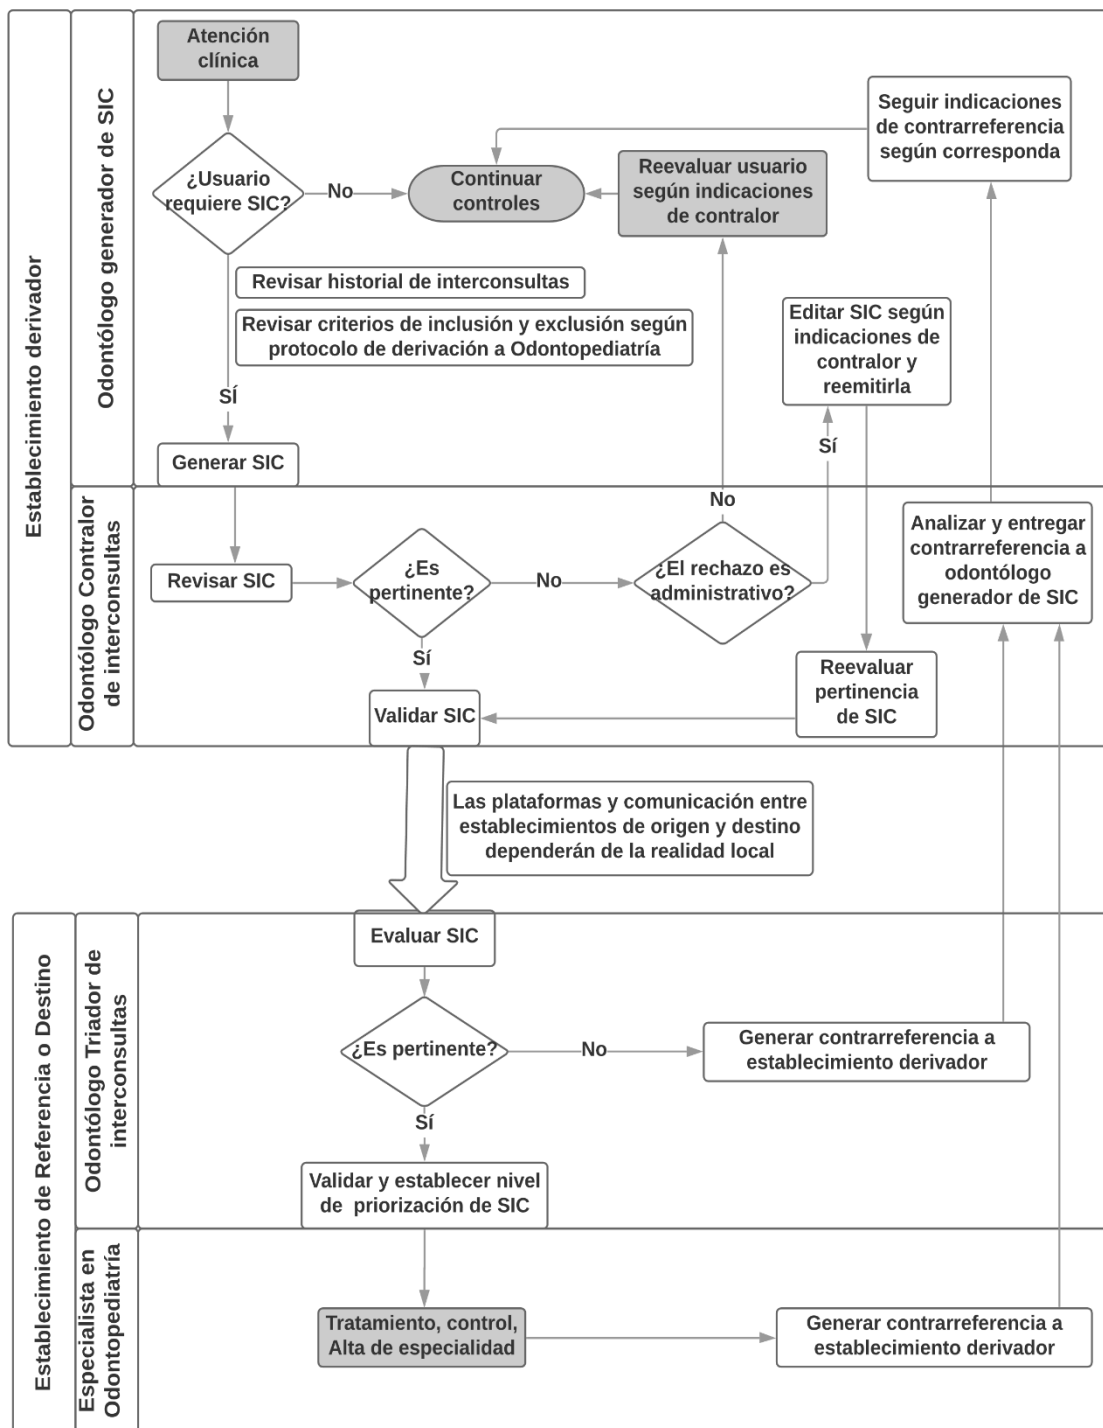 Establecimiento derivador
Odontólogo generador de SIC
Atención
clínica
¿Usuario
requiere SIC?
No
Continuar
controles
Reevaluar usuario
según indicaciones
de contralor
Seguir indicaciones
de contrarreferencia
según corresponda
Revisar historial de interconsultas
Revisar criterios de inclusión y exclusión según
protocolo de derivación a Odontopediatría
Editar SIC según
indicaciones de
contralor y
reemitirla
SÍ
Generar SIC
Sí
Odontólogo Contralor
de interconsultas
Revisar SIC
¿Es
pertinente?
No
¿El rechazo es
administrativo?
No
Analizar y entregar
contrarreferencia a
odontólogo
generador de SIC
Sí
Validar SIC
Reevaluar
pertinencia
de SIC
Las plataformas y comunicación entre
establecimientos de origen y destino
dependerán de la realidad local
Establecimiento de Referencia o Destino
Odontólogo Triador de
interconsultas
Evaluar SIC
¿Es pertinente?
No
Generar contrarreferencia a
establecimiento derivador
Sí
Validar y establecer nivel
de priorización de SIC
Especialista en
Odontopediatría
Tratamiento, control,
Alta de especialidad
Generar contrarreferencia a
establecimiento derivador